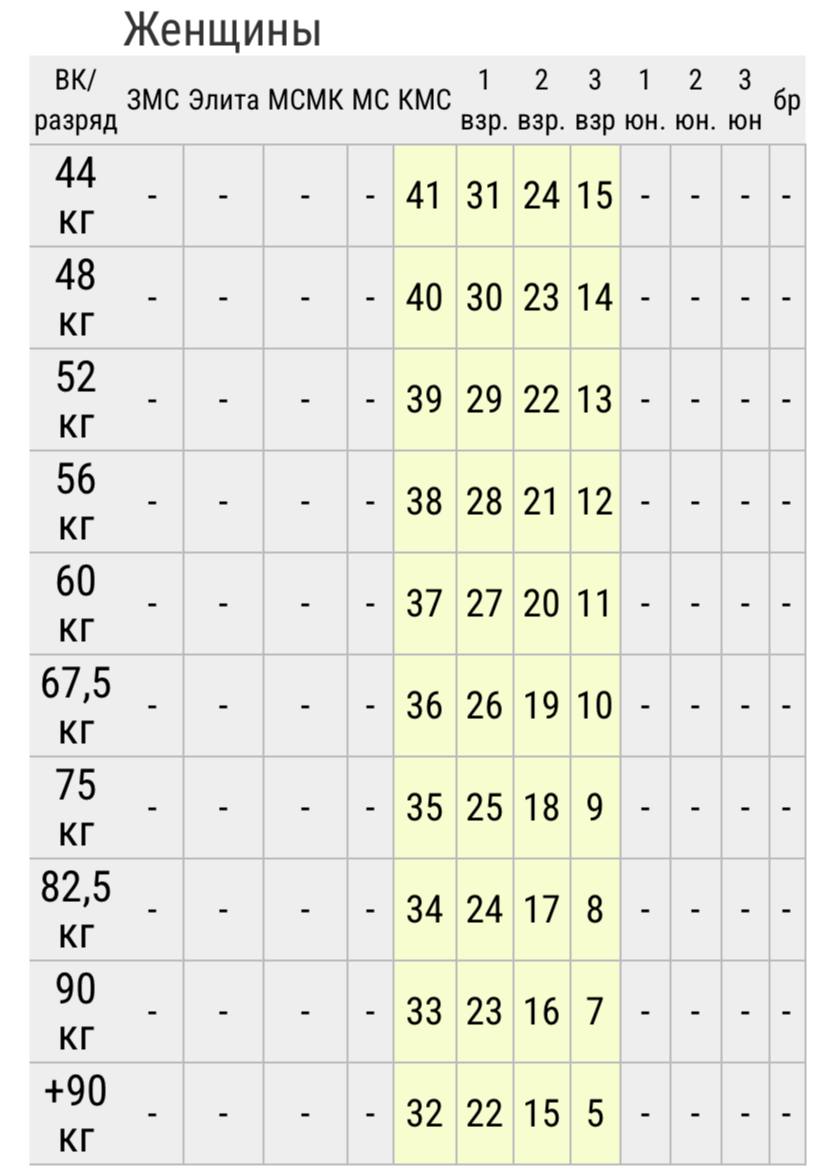 Женщины
ВК/разряд ЗМС Элита МСМК МС КМС 1 взр. 2 взр. 3 взр 1 юн. 2 юн. 3 юн бр
44 кг - - - - 41 31 24 15 - - - -
48 кг - - - - 40 30 23 14 - - - -
52 кг - - - - 39 29 22 13 - - - -
56 кг - - - - 38 28 21 12 - - - -
60 кг - - - - 37 27 20 11 - - - -
67,5 кг - - - - 36 26 19 10 - - - -
75 кг - - - - 35 25 18 9 - - - -
82,5 кг - - - - 34 24 17 8 - - - -
90 кг - - - - 33 23 16 7 - - - -
+90 кг - - - - 32 22 15 5 - - - -